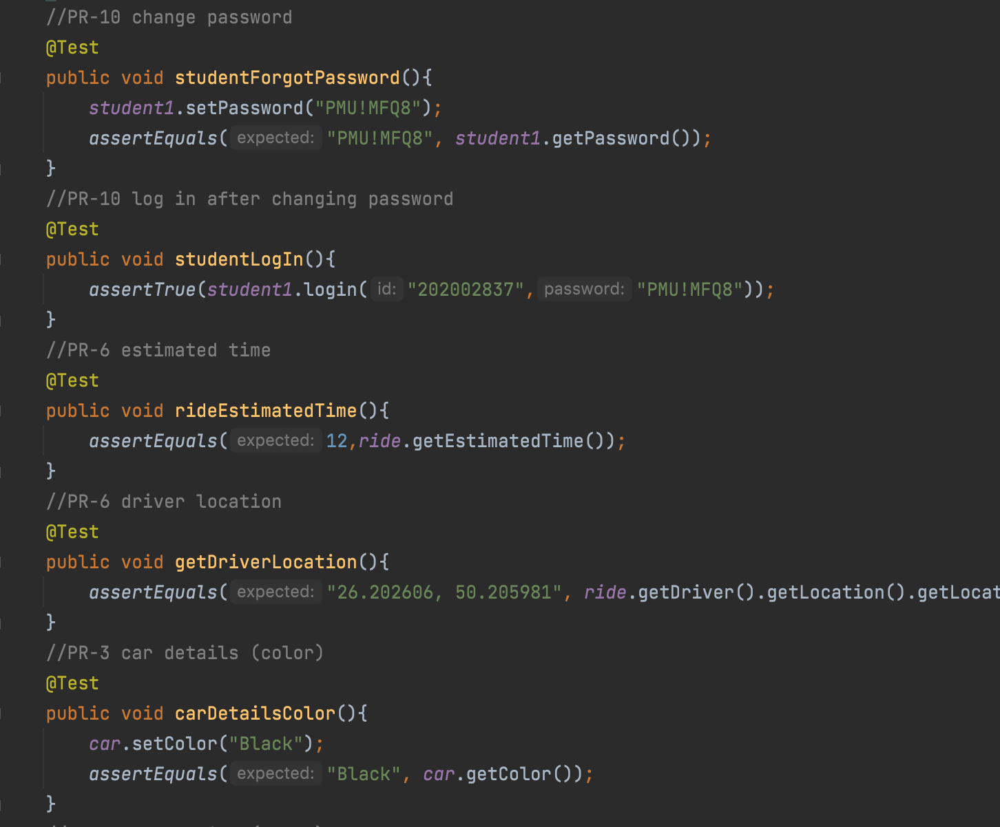 //PR-10 change password
@Test
public void studentForgotPassword(){
student1.setPassword("PMU!MFQ8");
assertEquals( expected: "PMU!MFQ8", student1.getPassword());
}
//PR-10 log in after changing password
@Test
public void studentLogIn(){
assertTrue(student1.login( id: "202002837", password: "PMU!MFQ8"));
}
//PR-6 estimated time
@Test
public void rideEstimatedTime(){
assertEquals( expected: 12,ride.getEstimatedTime());
}
//PR-6 driver location
@Test
public void getDriverLocation(){
assertEquals( expected: "26.202606, 50.205981", ride.getDriver().getLocation().getLocat
}
//PR-3 car details (color)
@Test
public void carDetailsColor(){
car.setColor("Black");
assertEquals( expected: "Black", car.getColor());
}